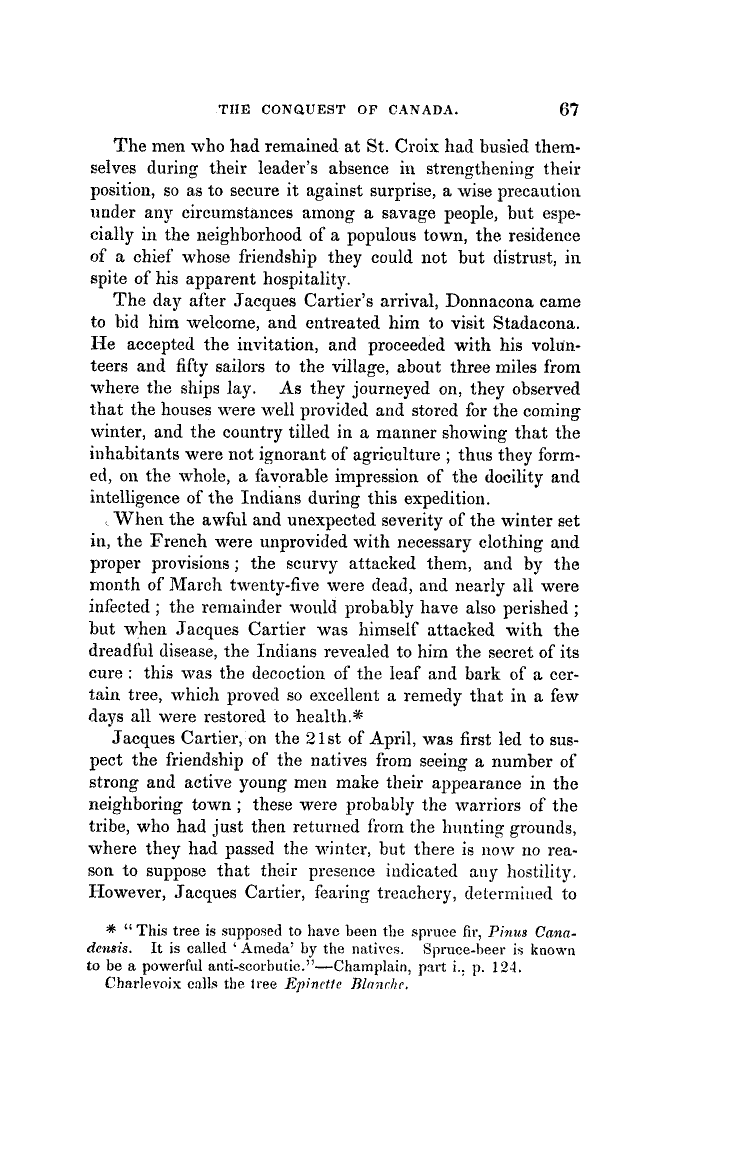 THE CONQUEST OF CANADA. 67
The men who had remained at St. Croix had busied them-
selves during their leader's absence in strengthening their
position, so as to secure it against surprise, a wise precaution
under any circumstances among a savage people, but espe-
cially in the neighborhood of a populous town, the residence
of a chief whose friendship they could not but distrust, in
spite of his apparent hospitality.
The day after Jacques Cartier's arrival, Donnacona came
to bid him welcome, and entreated him to visit Stadacona.
He accepted the invitation, and proceeded with his volun-
teers and fifty sailors to the village, about three miles from
where the ships lay. As they journeyed on, they observed
that the houses were well provided and stored for the coming
winter, and the country tilled in a manner showing that the
inhabitants were not ignorant of agriculture ; thus they form-
ed, on the whole, a favorable impression of the docility and
intelligence of the Indians during this expedition.
When the awful and unexpected severity of the winter set
in, the French were unprovided with necessary clothing and
proper provisions ; the scurvy attacked them, and by the
month of March twenty-five were dead, and nearly all were
infected ; the remainder would probably have also perished ;
but when Jacques Cartier was himself attacked with the
dreadful disease, the Indians revealed to him the secret of its
cure : this was the decoction of the leaf and bark of a cer-
tain tree, which proved so excellent a remedy that in a few
days all were restored to health.*
Jacques Cartier, on the 21st of April, was first led to sus-
pect the friendship of the natives from seeing a number of
strong and active young men make their appearance in the
neighboring town ; these were probably the warriors of the
tribe, who had just then returned from the hunting grounds,
where they had passed the winter, but there is now no rea-
son to suppose that their presence indicated any hostility.
However, Jacques Cartier, fearing treachery, determined to
* "This tree is supposed to have been the spruce fir, Pinus Cana-
densis. It is called 'Ameda' by the natives. Spruce-beer is known
to be a powerful anti-scorbutic."—Champlain, part i., p. 124.
Charlevoix calls the tree Epinette Blanche.